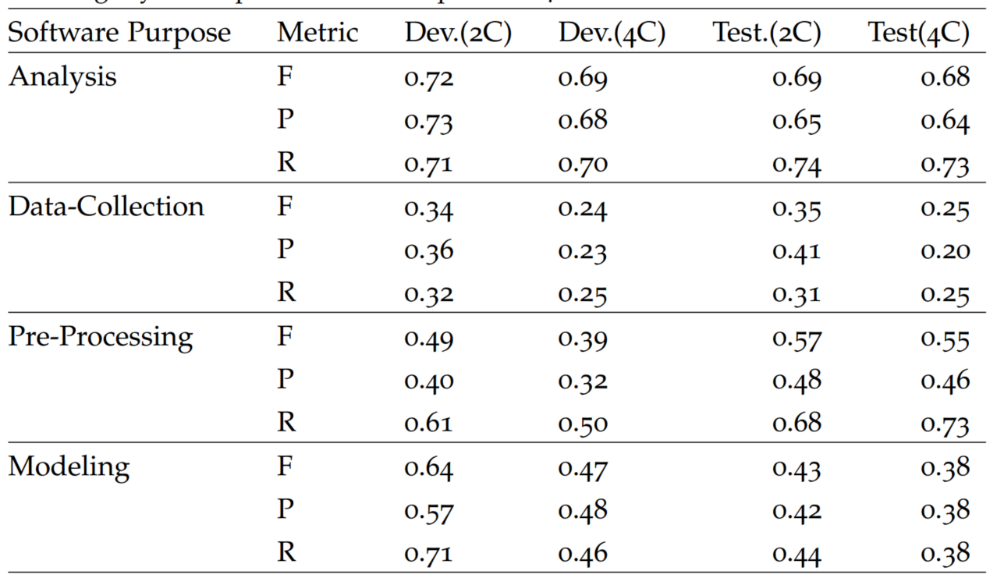 Software Purpose Metric Dev.(2C) Dev.(4C) Test.(2C) Test(4C)
Analysis F 0.72 0.69 0.69 0.68
P 0.73 0.68 0.65 0.64
R 0.71 0.70 0.74 0.73
Data-Collection F 0.34 0.24 0.35 0.25
P 0.36 0.23 0.41 0.20
R 0.32 0.25 0.31 0.25
Pre-Processing F 0.49 0.39 0.57 0.55
P 0.40 0.32 0.48 0.46
R 0.61 0.50 0.68 0.73
Modeling F 0.64 0.47 0.43 0.38
P 0.57 0.48 0.42 0.38
R 0.71 0.46 0.44 0.38